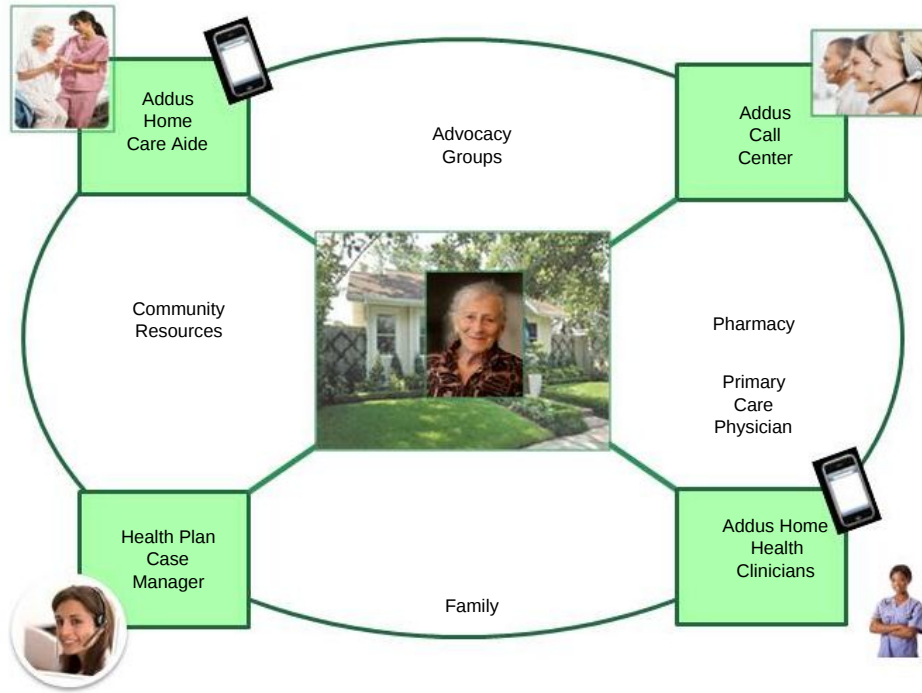 Addus
Home
Care Aide
Advocacy
Groups
Addus
Call
Center
Community
Resources
Pharmacy
Primary
Care
Physician
Health Plan
Case
Manager
Family
Addus Home
Health
Clinicians